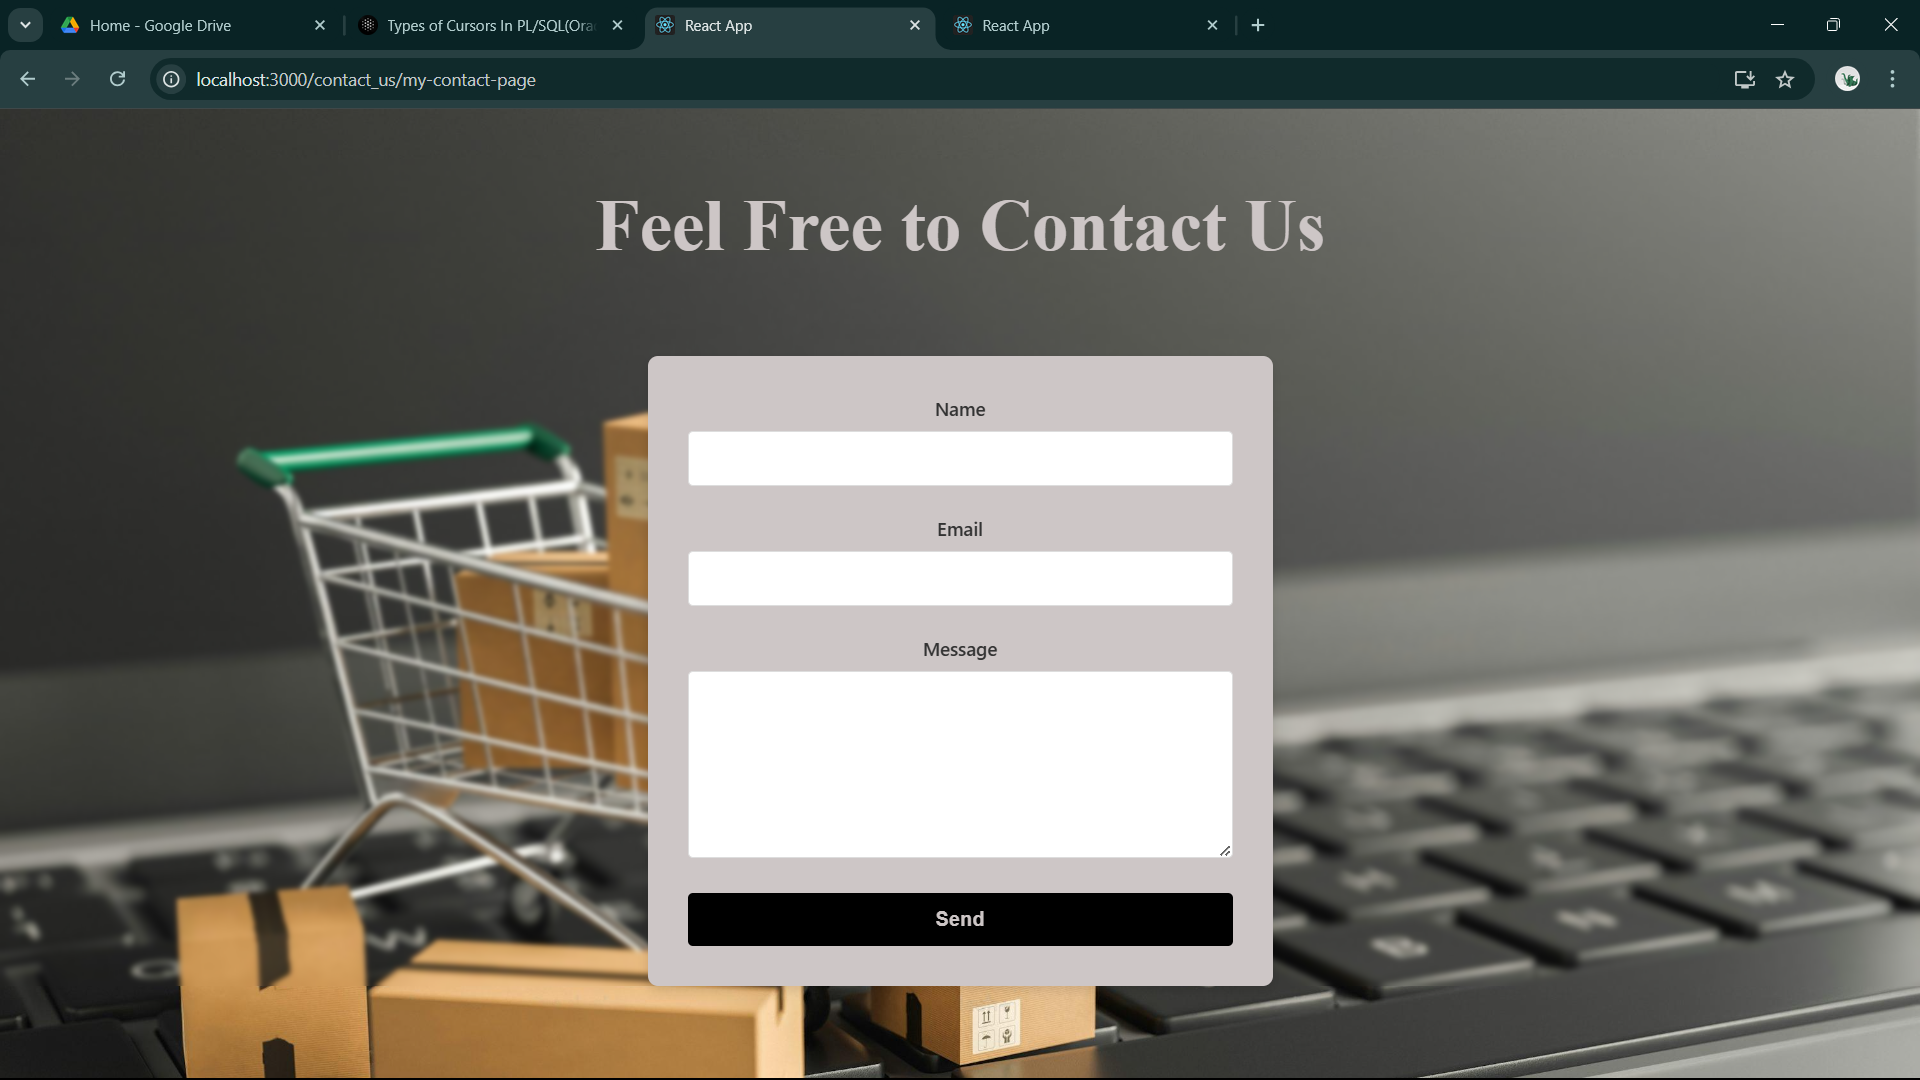 Home - Google Drive
Types of Cursors In PL/SQL(Ora
React App
React App
localhost:3000/contact_us/my-contact-page
Feel Free to Contact Us
Name
Email
Message
Send